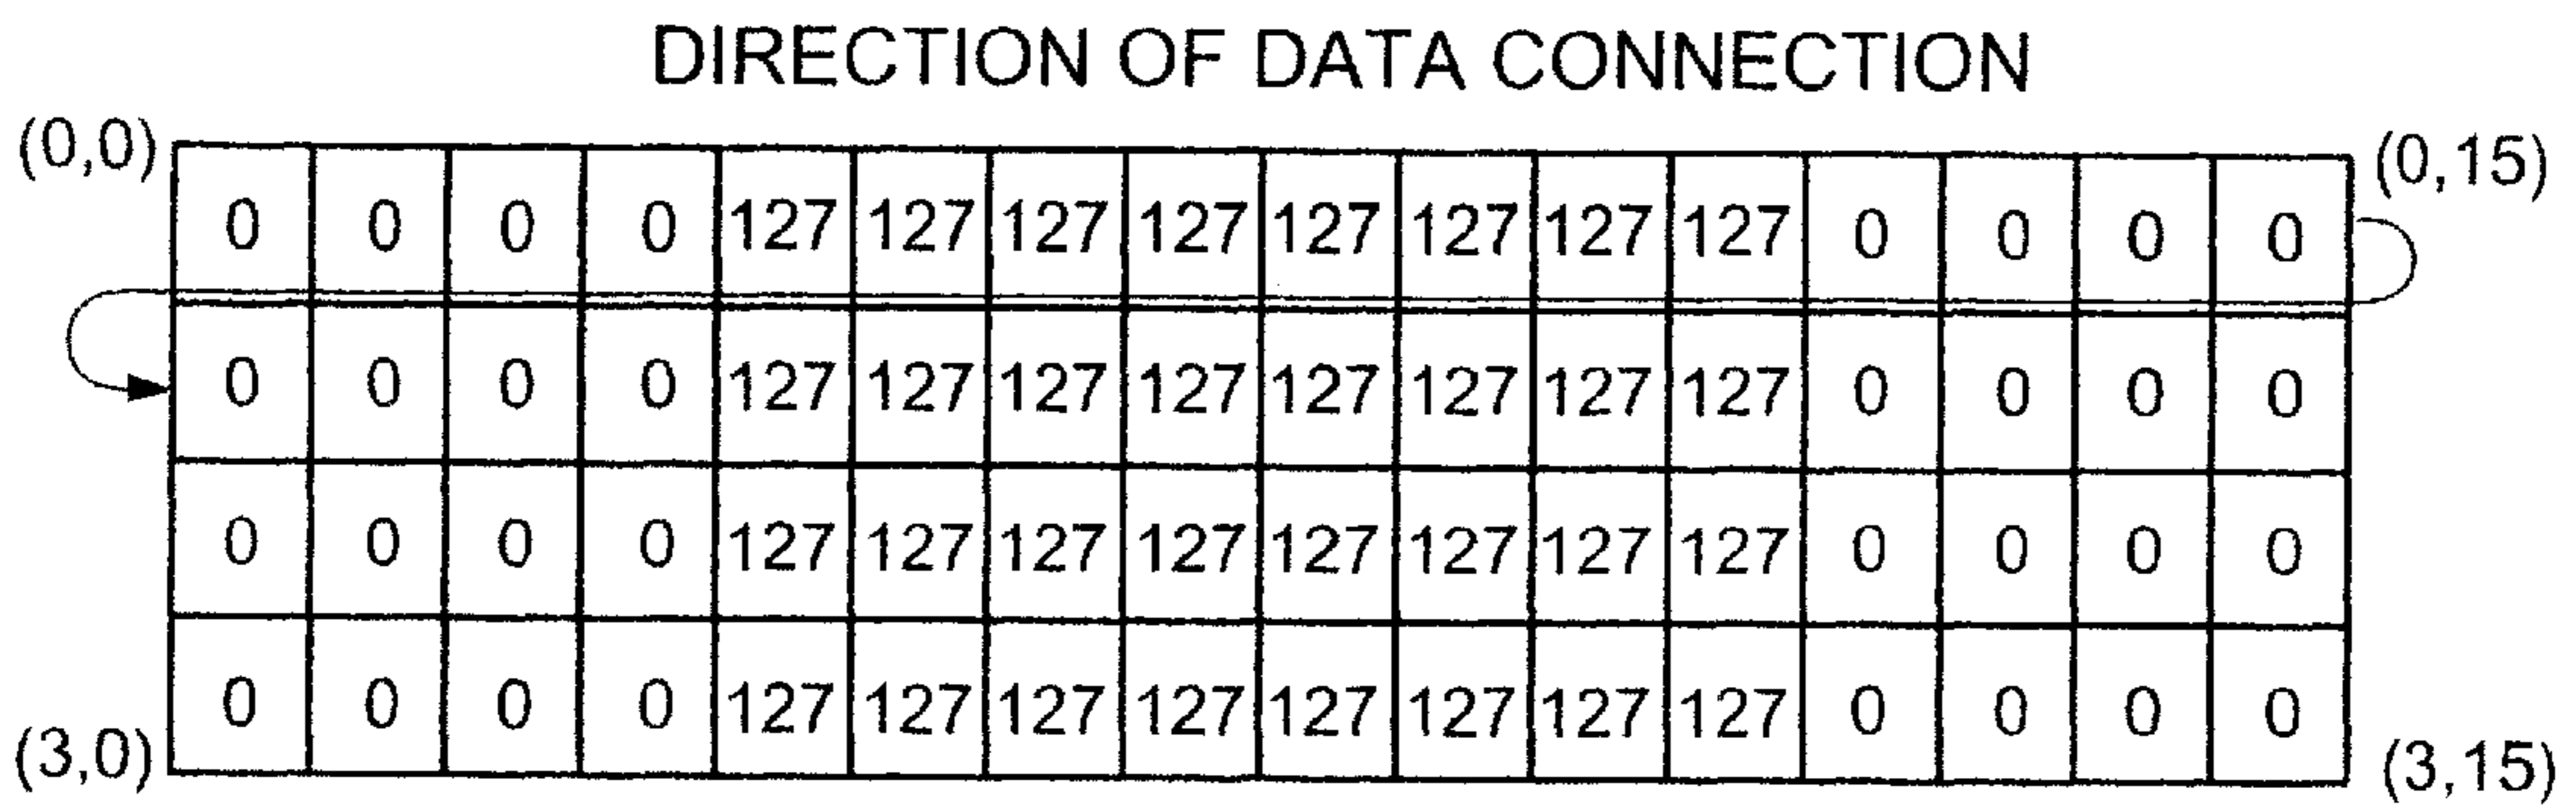 DIRECTION OF DATA CONNECTION
(0,0) 0 0 0 0 127 127 127 127 127 127 127 127 0 0 0 0 (0,15)
0 0 0 0 127 127 127 127 127 127 127 127 0 0 0 0
0 0 0 0 127 127 127 127 127 127 127 127 0 0 0 0
(3,0) 0 0 0 0 127 127 127 127 127 127 127 127 0 0 0 0 (3,15)